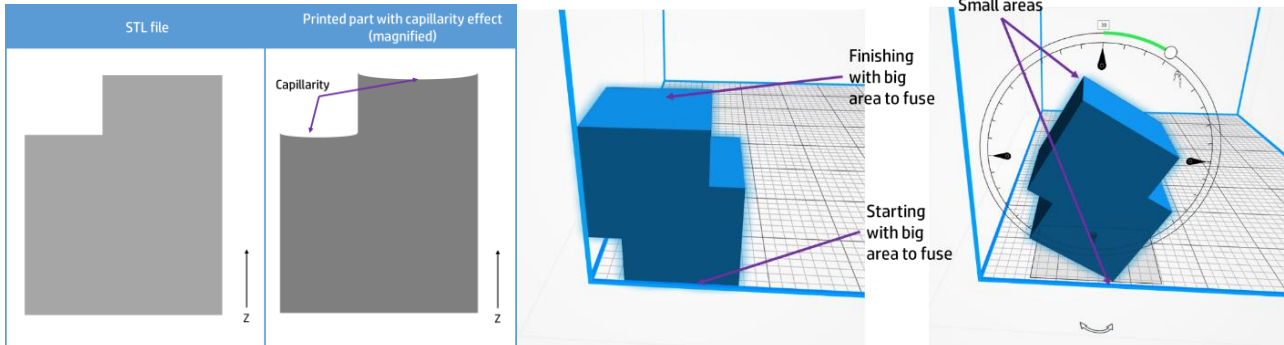 STL file
Printed part with capillarity effect
(magnified)
Capillarity
Z
Z
Finishing
with big
area to fuse
Starting
with big
area to fuse
Small areas